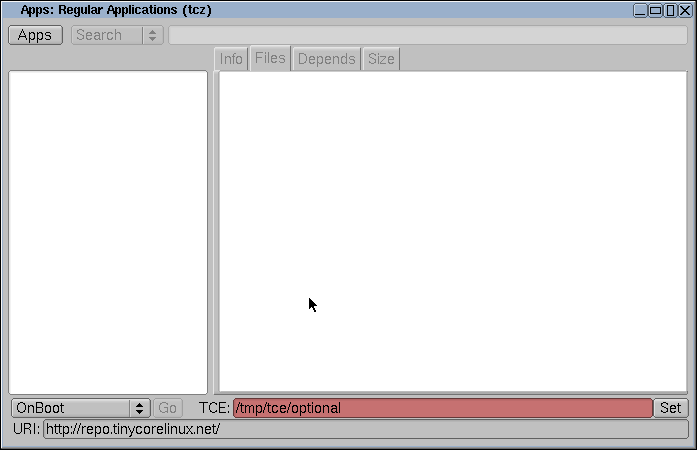 Apps: Regular Applications (tcz)
Apps Search
Info Files Depends Size
OnBoot Go TCE: /tmp/tce/optional Set
URI: http://repo.tinycorelinux.net/